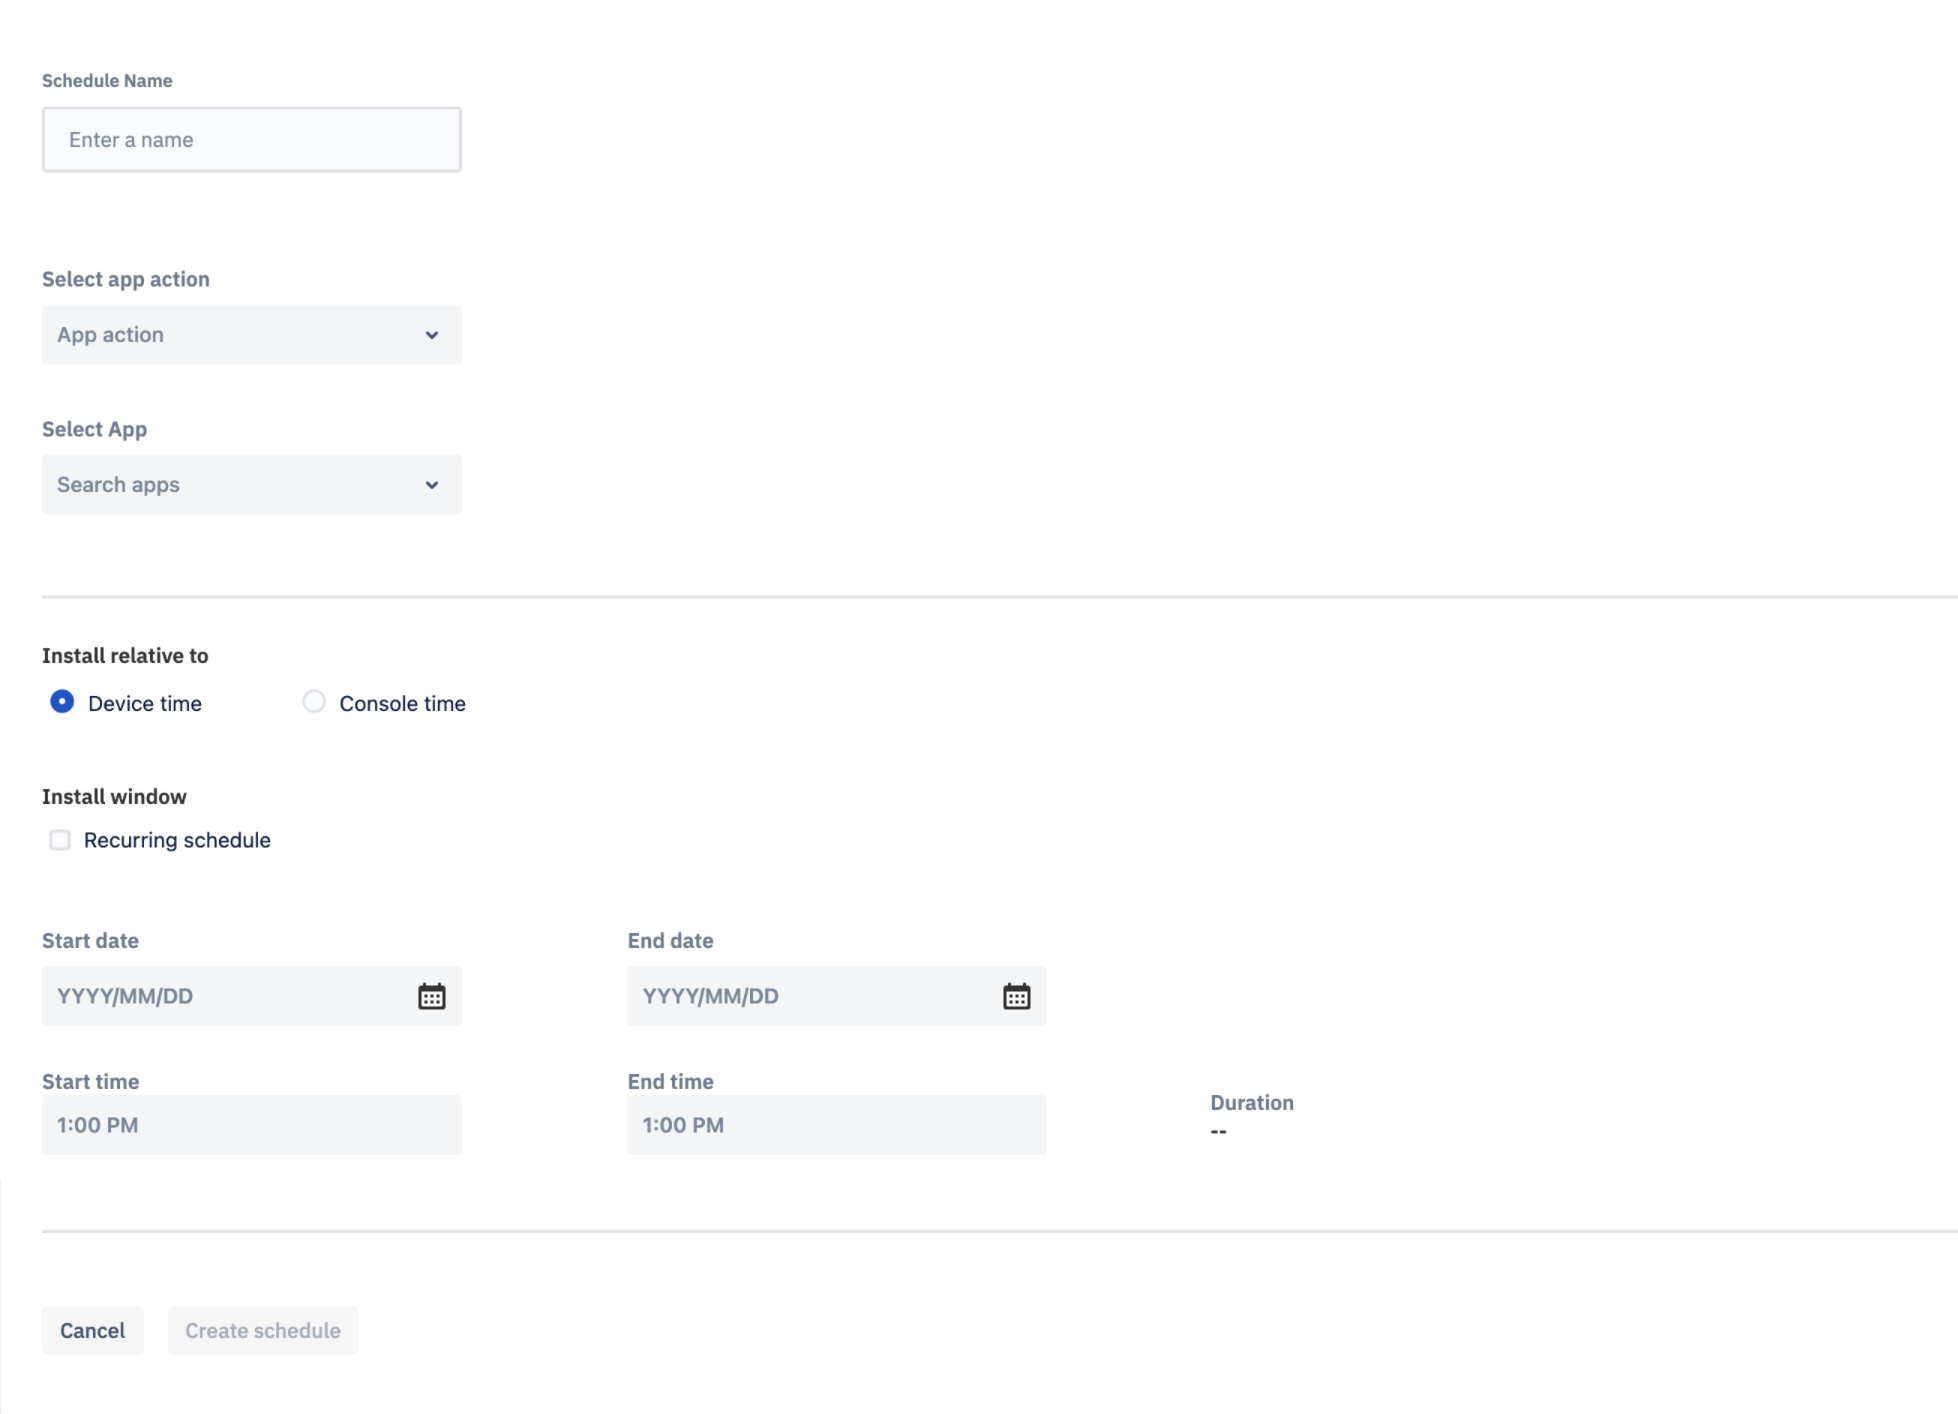 Schedule Name
Enter a name
Select app action
App action
Select App
Search apps
Install relative to
Device time
Console time
Install window
Recurring schedule
Start date
End date
YYYY/MM/DD
YYYY/MM/DD
Start time
End time
1:00 PM
1:00 PM
Duration
--
Cancel
Create schedule